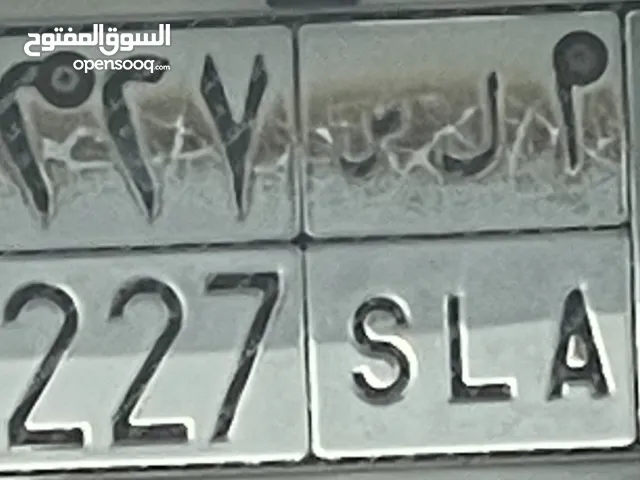 السوق المفتوح
opensooq.com
٢٢٧ ا ل س
227 SLA